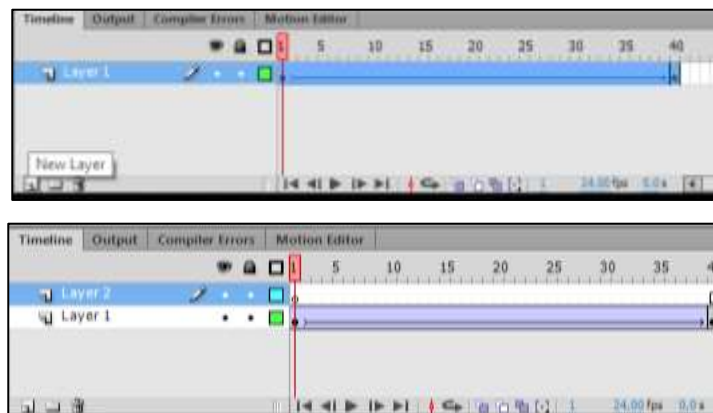 Timeline Output Compiler Errors Motion Editor
1 5 10 15 20 25 30 35 40
Layer 1
New Layer
1 24.00 fps 0.0 s
Timeline Output Compiler Errors Motion Editor
1 5 10 15 20 25 30 35 4
Layer 2
Layer 1
1 24.00 fps 0.0 s